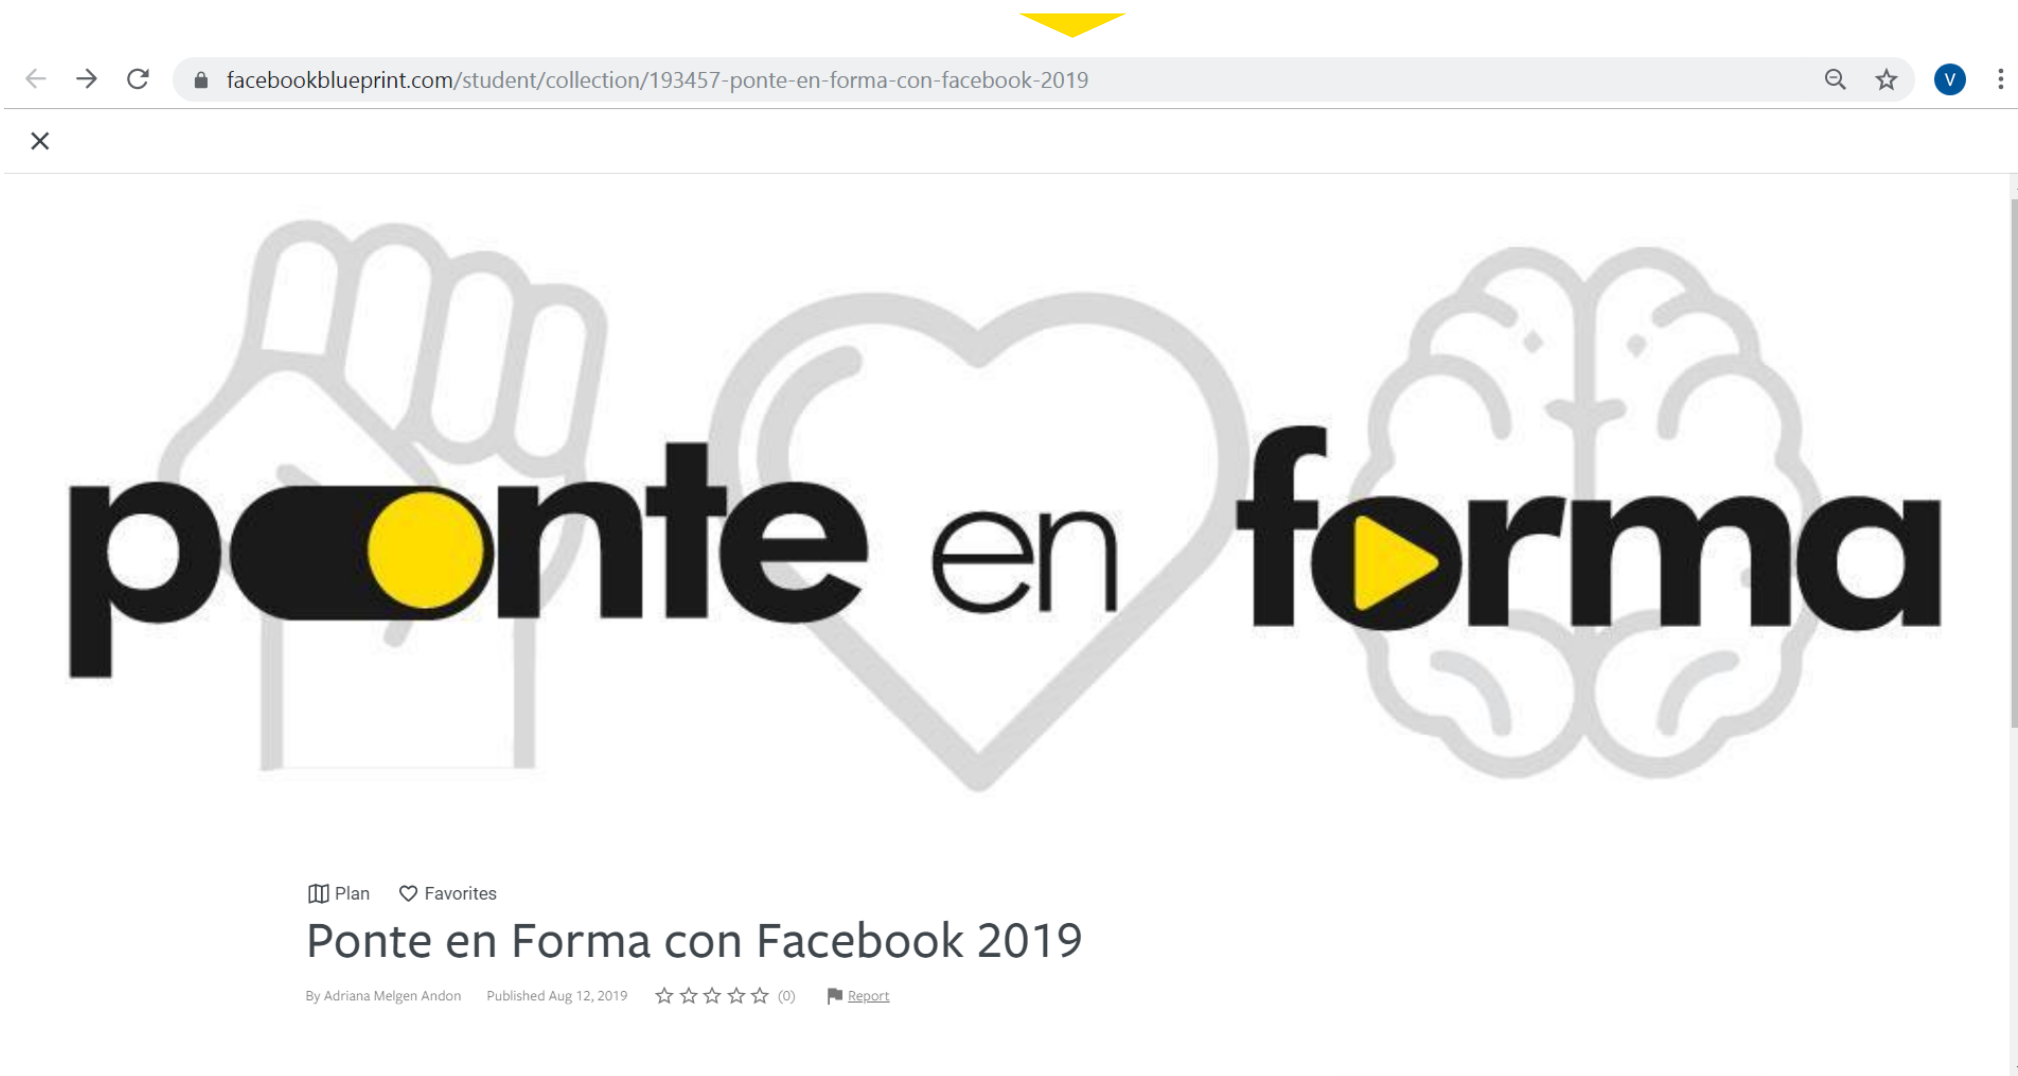 facebookblueprint.com/student/collection/193457-ponte-en-forma-con-facebook-2019
V
ponte en forma
Plan Favorites
Ponte en Forma con Facebook 2019
By Adriana Melgen Andon Published Aug 12, 2019 (0) Report